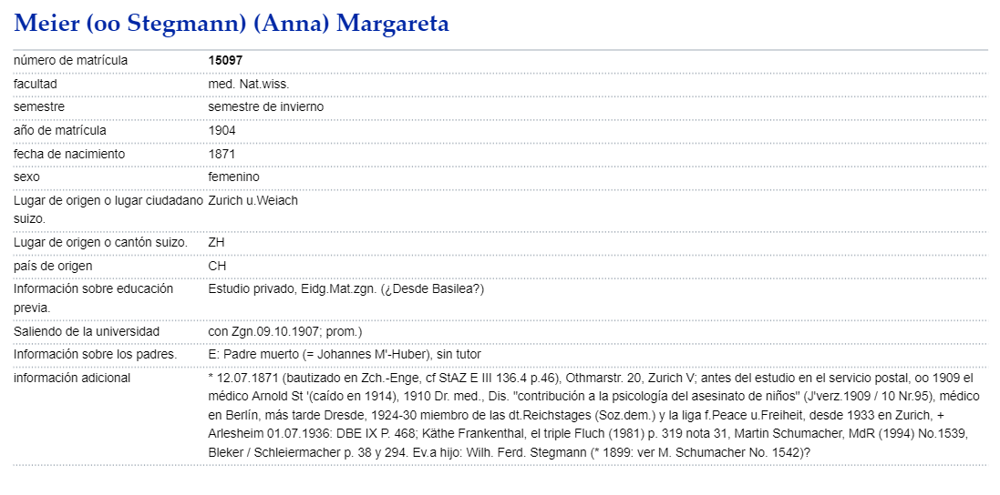 Meier (oo Stegmann) (Anna) Margareta
número de matrícula 15097
facultad med. Nat.wiss.
semestre semestre de invierno
año de matrícula 1904
fecha de nacimiento 1871
sexo femenino
Lugar de origen o lugar ciudadano Zurich u.Weiach
suizo.
Lugar de origen o cantón suizo. ZH
país de origen CH
Información sobre educación Estudio privado, Eidg.Mat.zgn. (¿Desde Basilea?)
previa.
Saliendo de la universidad con Zgn.09.10.1907; prom.)
Información sobre los padres. E: Padre muerto (= Johannes M'-Huber), sin tutor
información adicional * 12.07.1871 (bautizado en Zch.-Enge, cf StAZ E III 136.4 p.46), Othmarstr. 20, Zurich V; antes del estudio en el servicio postal, oo 1909 el
médico Arnold St '(caído en 1914), 1910 Dr. med., Dis. "contribución a la psicología del asesinato de niños" (J'verz.1909 / 10 Nr.95), médico
en Berlín, más tarde Dresde, 1924-30 miembro de las dt.Reichstages (Soz.dem.) y la liga f.Peace u.Freiheit, desde 1933 en Zurich, +
Arlesheim 01.07.1936: DBE IX P. 468; Käthe Frankenthal, el triple Fluch (1981) p. 319 nota 31, Martin Schumacher, MdR (1994) No.1539,
Bleker / Schleiermacher p. 38 y 294. Ev.a hijo: Wilh. Ferd. Stegmann (* 1899: ver M. Schumacher No. 1542)?